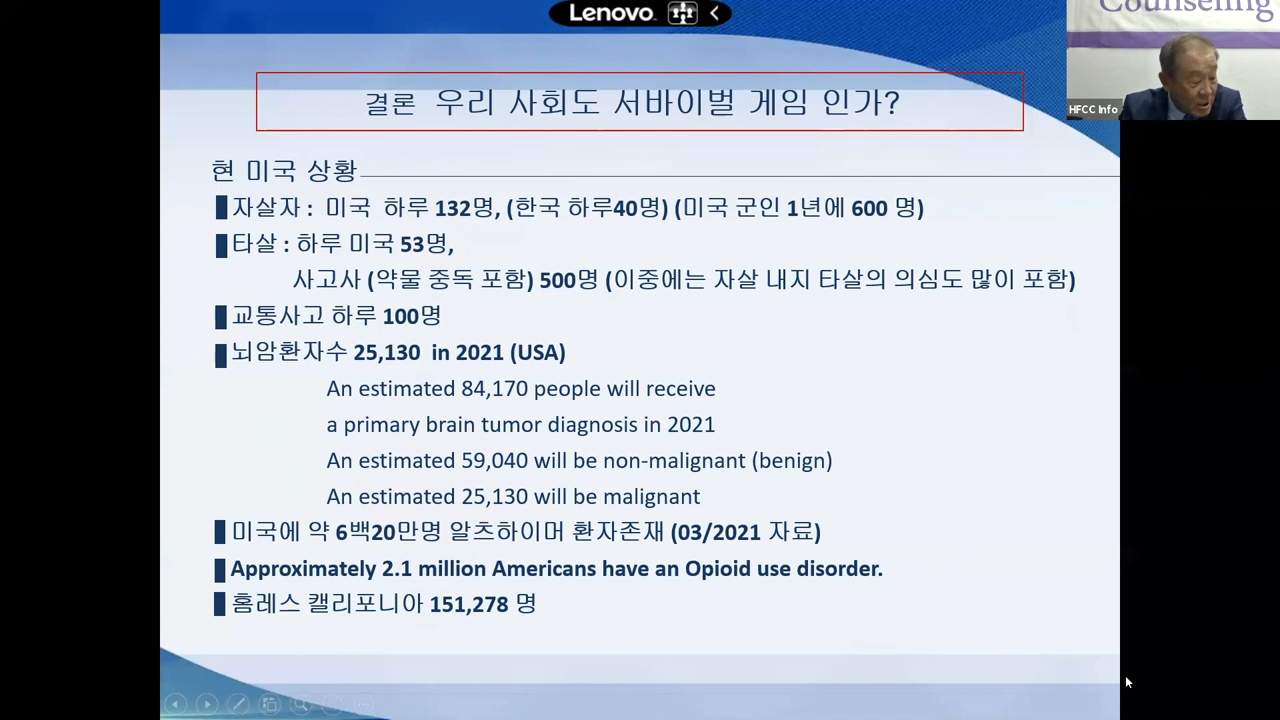 Lenovo
Counseling
HFCC Info
결론 우리 사회도 서바이벌 게임 인가?
현 미국 상황
자살자 : 미국 하루 132명, (한국 하루40명) (미국 군인 1년에 600 명)
타살 : 하루 미국 53명,
사고사 (약물 중독 포함) 500명 (이중에는 자살 내지 타살의 의심도 많이 포함)
교통사고 하루 100명
뇌암환자수 25,130 in 2021 (USA)
An estimated 84,170 people will receive
a primary brain tumor diagnosis in 2021
An estimated 59,040 will be non-malignant (benign)
An estimated 25,130 will be malignant
미국에 약 6백20만명 알츠하이머 환자존재 (03/2021 자료)
Approximately 2.1 million Americans have an Opioid use disorder.
홈레스 캘리포니아 151,278 명